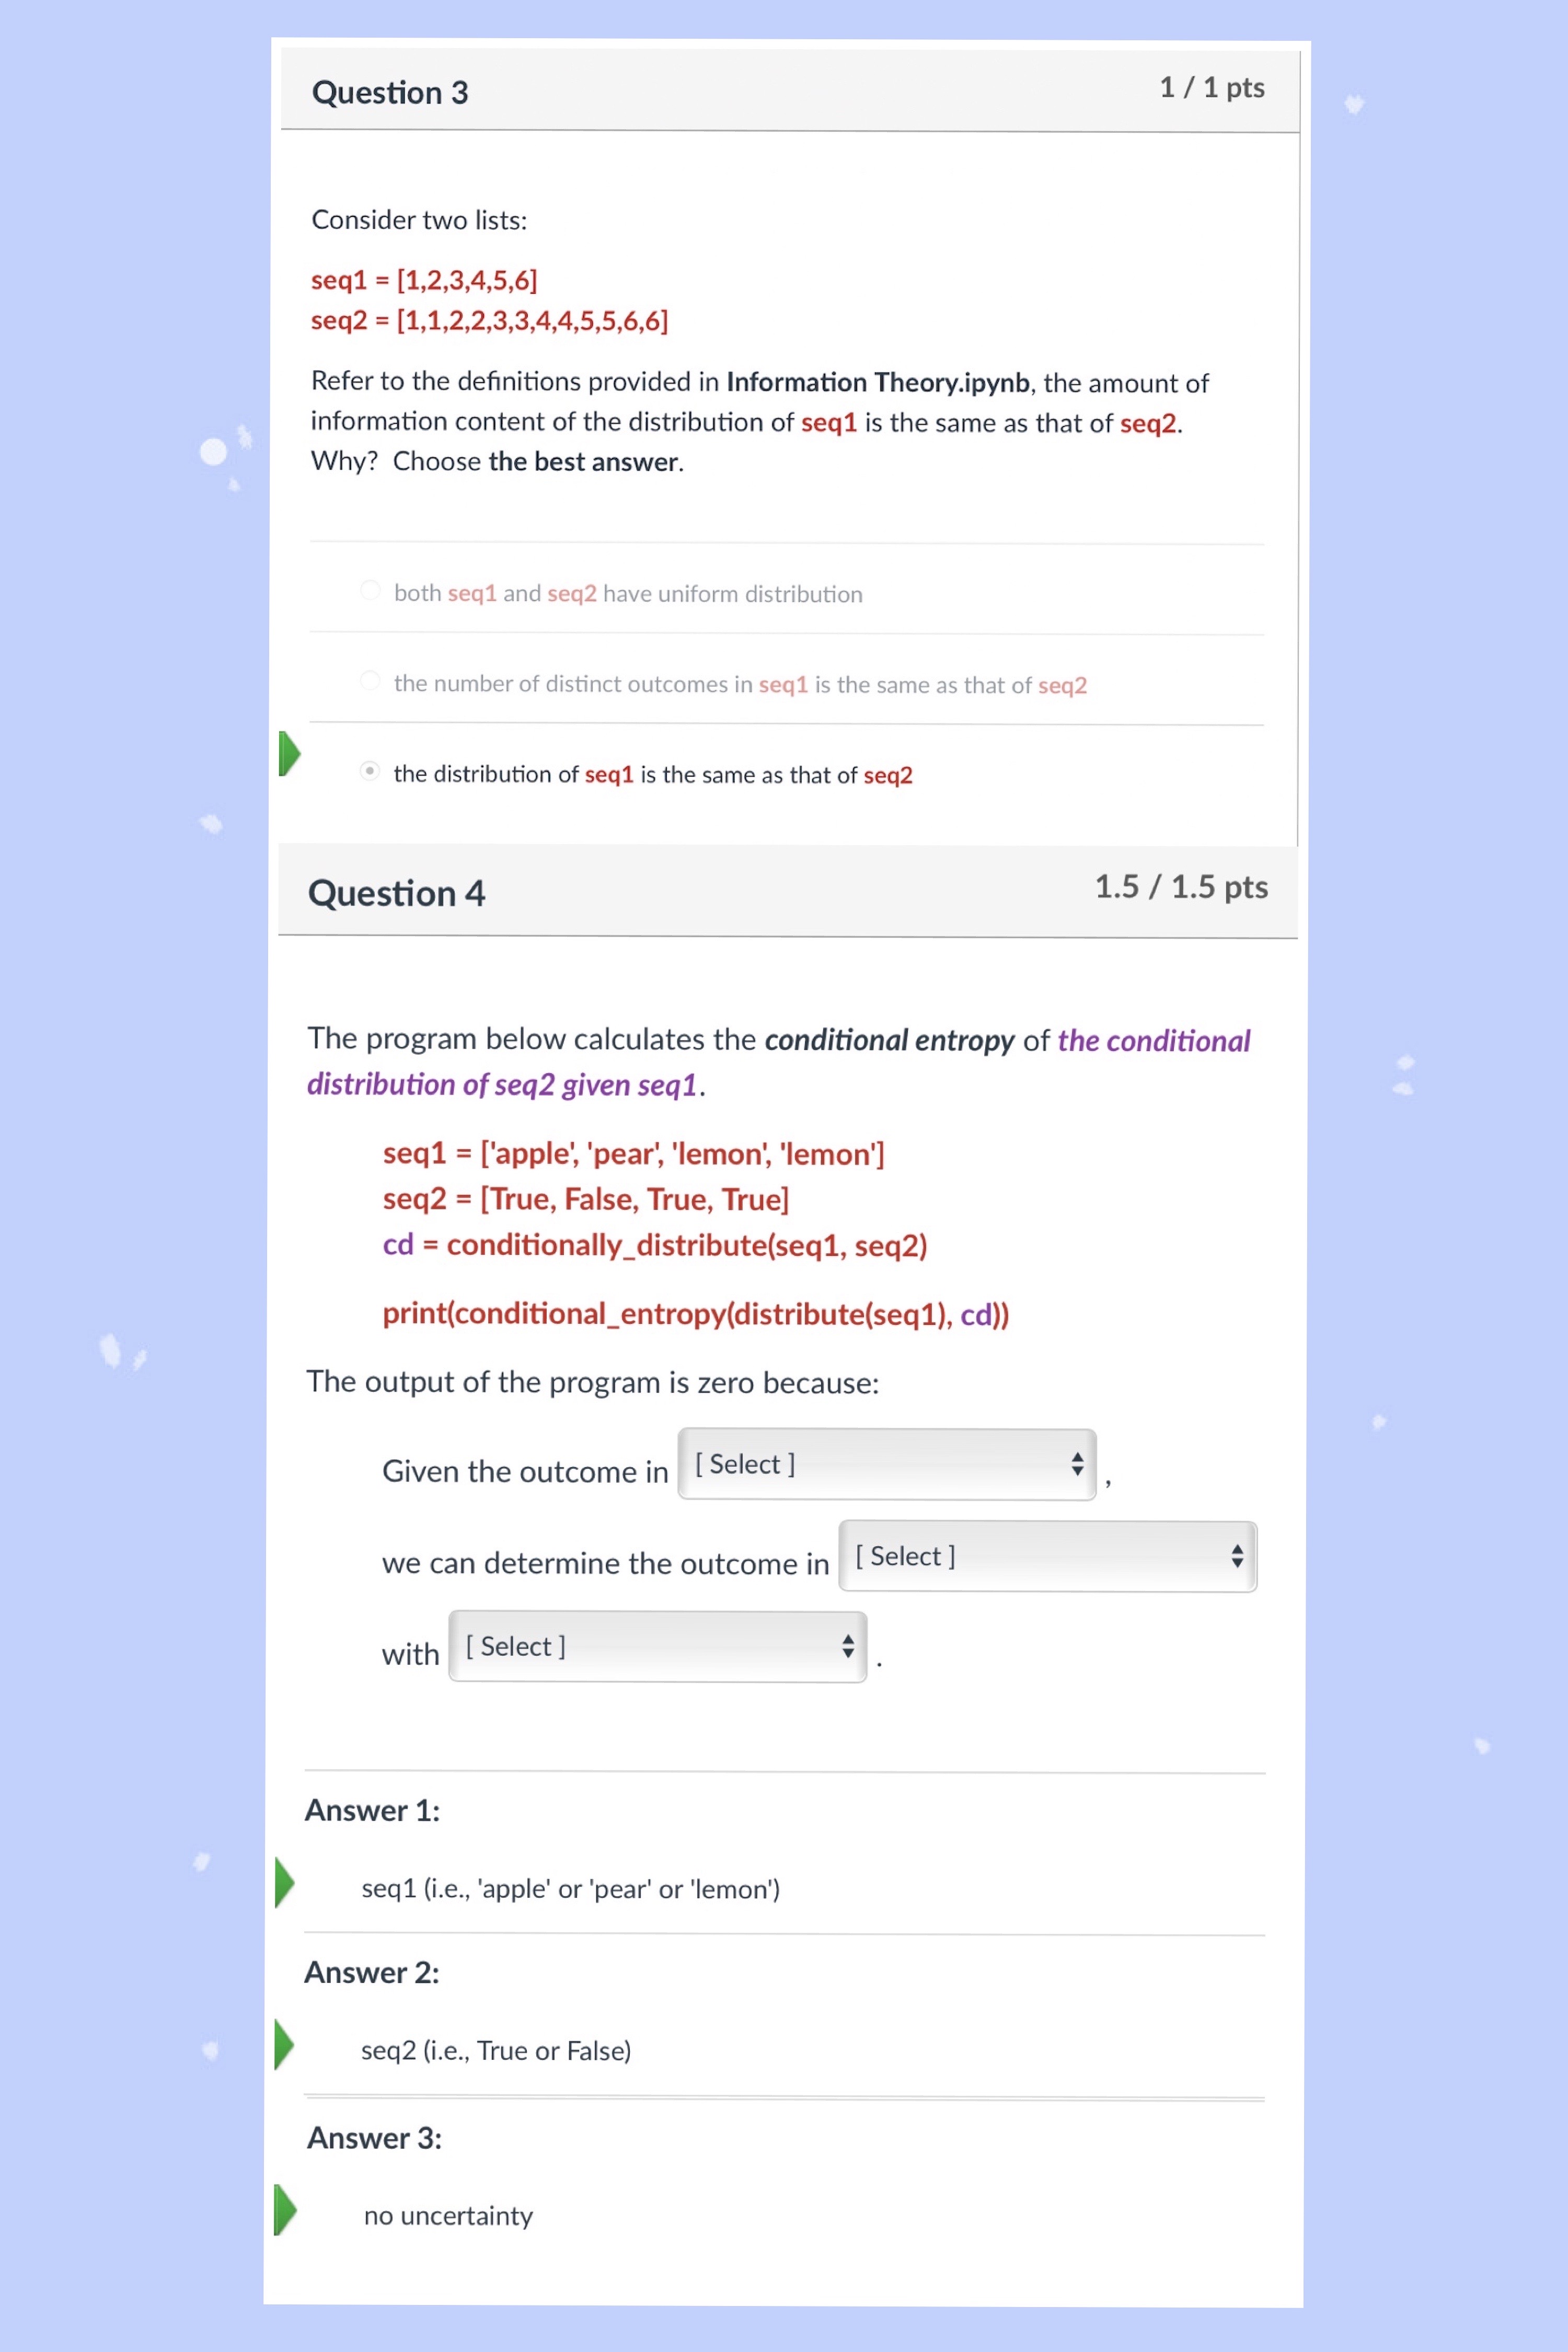 Question 3
1 / 1 pts
Consider two lists:
seq1 = [1,2,3,4,5,6]
seq2 = [1,1,2,2,3,3,4,4,5,5,6,6]
Refer to the definitions provided in Information Theory.ipynb, the amount of
information content of the distribution of seq1 is the same as that of seq2.
Why?  Choose the best answer.
both seq1 and seq2 have uniform distribution
the number of distinct outcomes in seq1 is the same as that of seq2
the distribution of seq1 is the same as that of seq2
Question 4
1.5 / 1.5 pts
The program below calculates the conditional entropy of the conditional
distribution of seq2 given seq1.
seq1 = ['apple', 'pear', 'lemon', 'lemon']
seq2 = [True, False, True, True]
cd = conditionally_distribute(seq1, seq2)
print(conditional_entropy(distribute(seq1), cd))
The output of the program is zero because:
Given the outcome in [ Select ] ,
we can determine the outcome in [ Select ]
with [ Select ] .
Answer 1:
seq1 (i.e., 'apple' or 'pear' or 'lemon')
Answer 2:
seq2 (i.e., True or False)
Answer 3:
no uncertainty